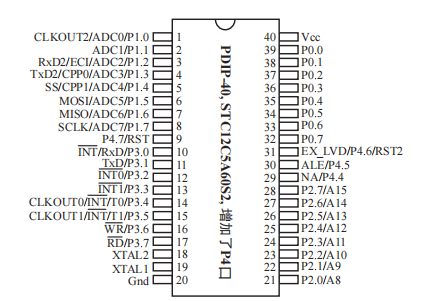 CLKOUT2/ADC0/P1.0 1
ADC1/P1.1 2
RxD2/ECI/ADC2/P1.2 3
TxD2/CPP0/ADC3/P1.3 4
SS/CPP1/ADC4/P1.4 5
MOSI/ADC5/P1.5 6
MISO/ADC6/P1.6 7
SCLK/ADC7/P1.7 8
P4.7/RST 9
INT/RxD/P3.0 10
TxD/P3.1 11
INT0/P3.2 12
INT1/P3.3 13
CLKOUT0/INT/T0/P3.4 14
CLKOUT1/INT/T1/P3.5 15
WR/P3.6 16
RD/P3.7 17
XTAL2 18
XTAL1 19
Gnd 20
PDIP-40, STC12C5A60S2, 增加了P4口
40 Vcc
39 P0.0
38 P0.1
37 P0.2
36 P0.3
35 P0.4
34 P0.5
33 P0.6
32 P0.7
31 EX_LVD/P4.6/RST2
30 ALE/P4.5
29 NA/P4.4
28 P2.7/A15
27 P2.6/A14
26 P2.5/A13
25 P2.4/A12
24 P2.3/A11
23 P2.2/A10
22 P2.1/A9
21 P2.0/A8